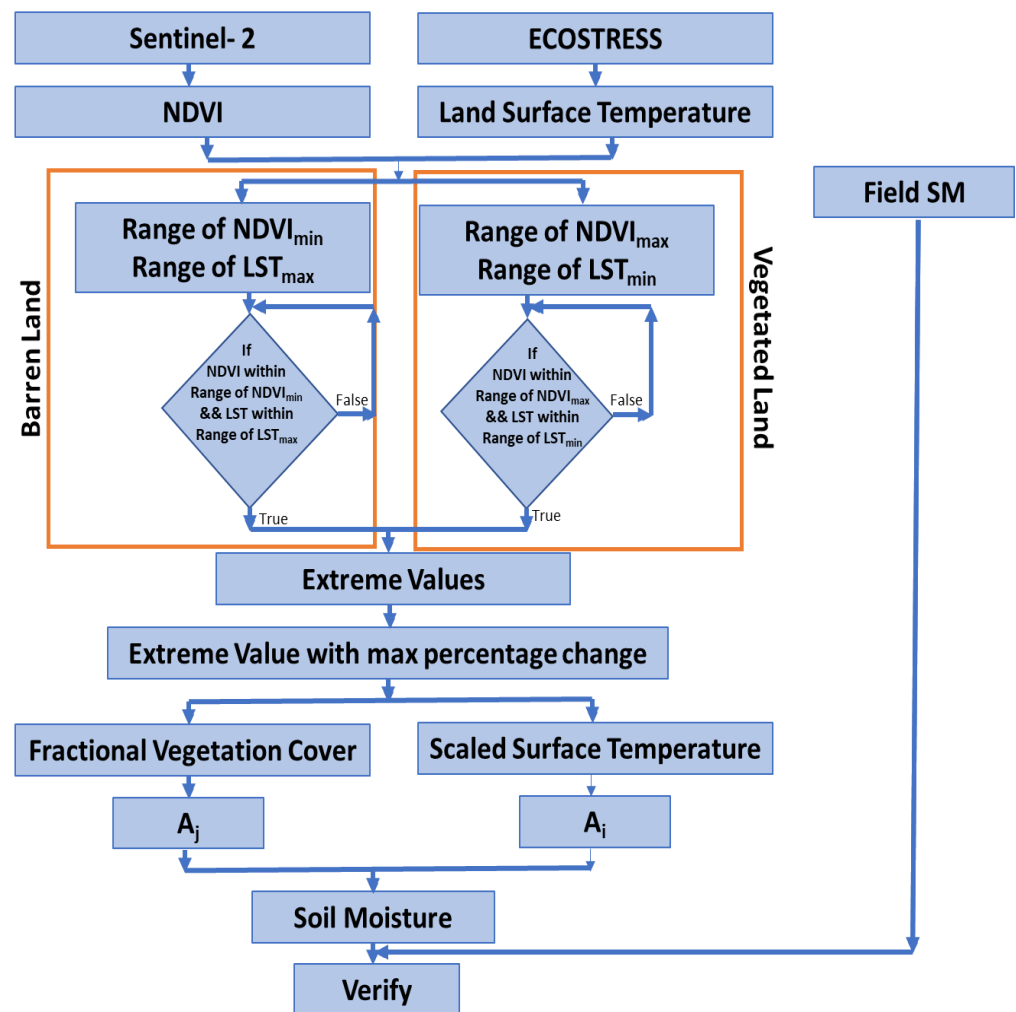 Sentinel- 2
ECOSTRESS
NDVI
Land Surface Temperature
Field SM
Barren Land
Range of NDVImin
Range of LSTmax
If
NDVI within
Range of NDVImin
&& LST within
Range of LSTmax
False
True
Range of NDVImax
Range of LSTmin
If
NDVI within
Range of NDVImax
&& LST within
Range of LSTmin
False
True
Vegetated Land
Extreme Values
Extreme Value with max percentage change
Fractional Vegetation Cover
Scaled Surface Temperature
Aj
Ai
Soil Moisture
Verify